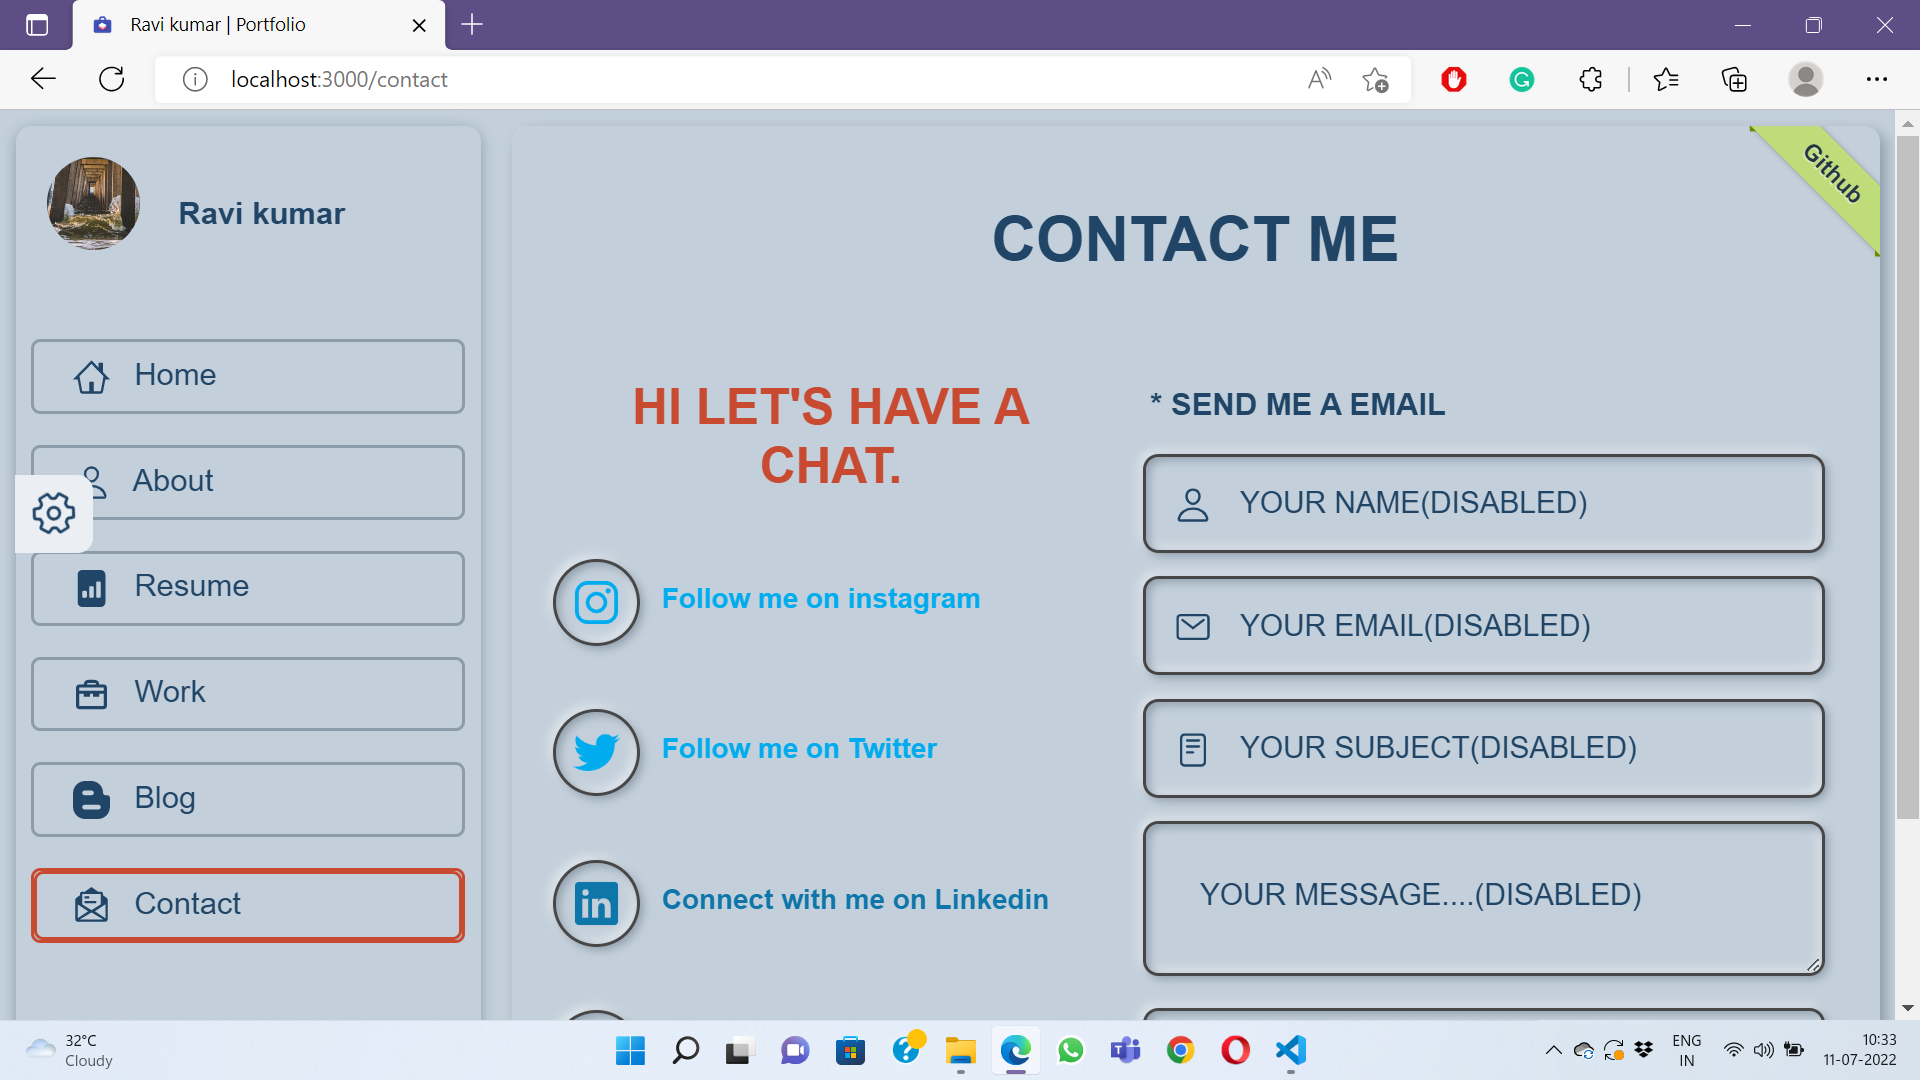 Ravi kumar | Portfolio
localhost:3000/contact
Ravi kumar
Home
About
Resume
Work
Blog
Contact
Github
CONTACT ME
HI LET'S HAVE A
CHAT.
Follow me on instagram
Follow me on Twitter
Connect with me on Linkedin
* SEND ME A EMAIL
YOUR NAME(DISABLED)
YOUR EMAIL(DISABLED)
YOUR SUBJECT(DISABLED)
YOUR MESSAGE....(DISABLED)
32°C
Cloudy
ENG
IN
10:33
11-07-2022